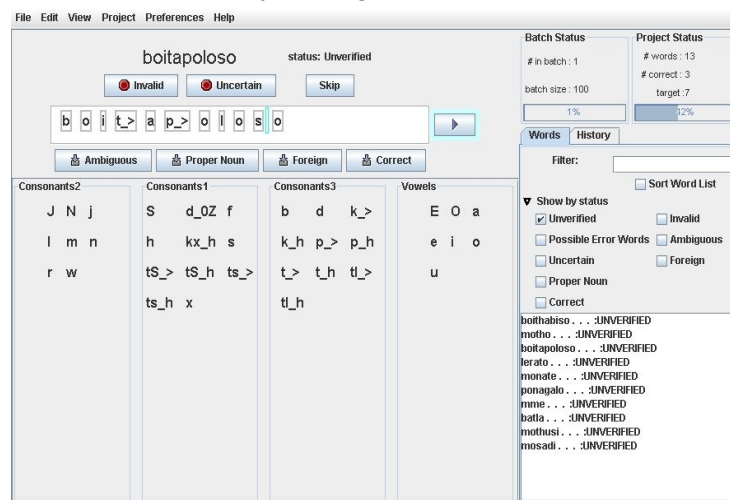 File Edit View Project Preferences Help
boitapoloso status: Unverified
Invalid Uncertain Skip
b o i t_> a p_> o l o s o
Ambiguous Proper Noun Foreign Correct
Consonants2
J N j
l m n
r w
Consonants1
S d_0Z f
h kx_h s
tS_> tS_h ts_>
ts_h x
Consonants3
b d k_>
k_h p_> p_h
t_> t_h tl_>
tl_h
Vowels
E O a
e i o
u
Batch Status
# in batch : 1
batch size : 100
1%
Project Status
# words : 13
# correct : 3
target :7
42%
Words History
Filter:
Sort Word List
Show by status
Unverified Invalid
Possible Error Words Ambiguous
Uncertain Foreign
Proper Noun
Correct
boithabiso . . . :UNVERIFIED
motho . . . :UNVERIFIED
boitapoloso . . . :UNVERIFIED
lerato . . . :UNVERIFIED
monate . . . :UNVERIFIED
ponagalo . . . :UNVERIFIED
mme . . . :UNVERIFIED
batla . . . :UNVERIFIED
mothusi . . . :UNVERIFIED
mosadi . . . :UNVERIFIED